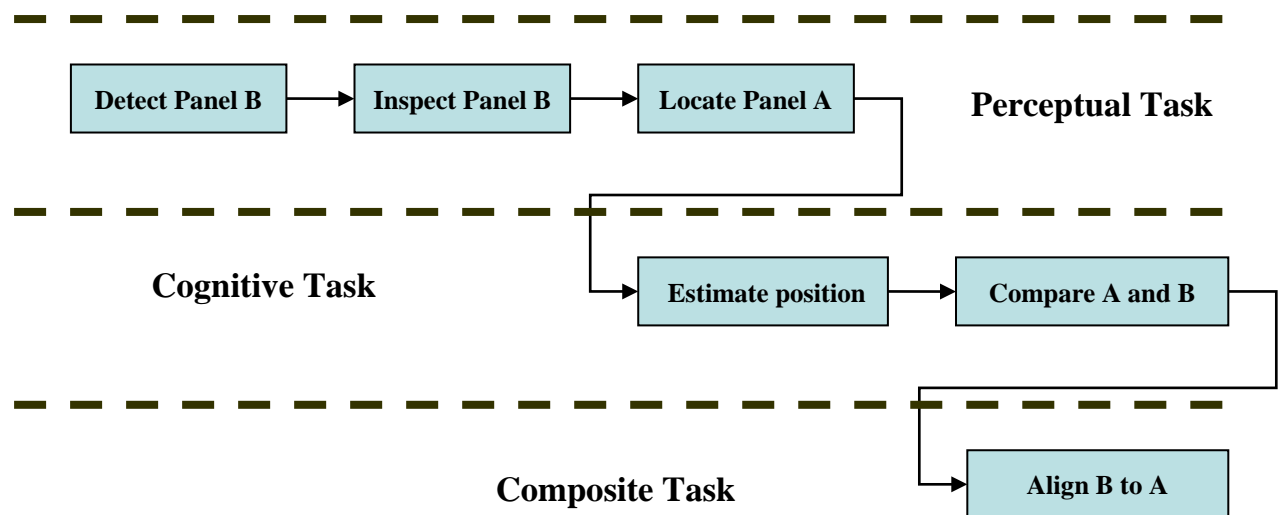 Detect Panel B
Inspect Panel B
Locate Panel A
Perceptual Task
Cognitive Task
Estimate position
Compare A and B
Composite Task
Align B to A